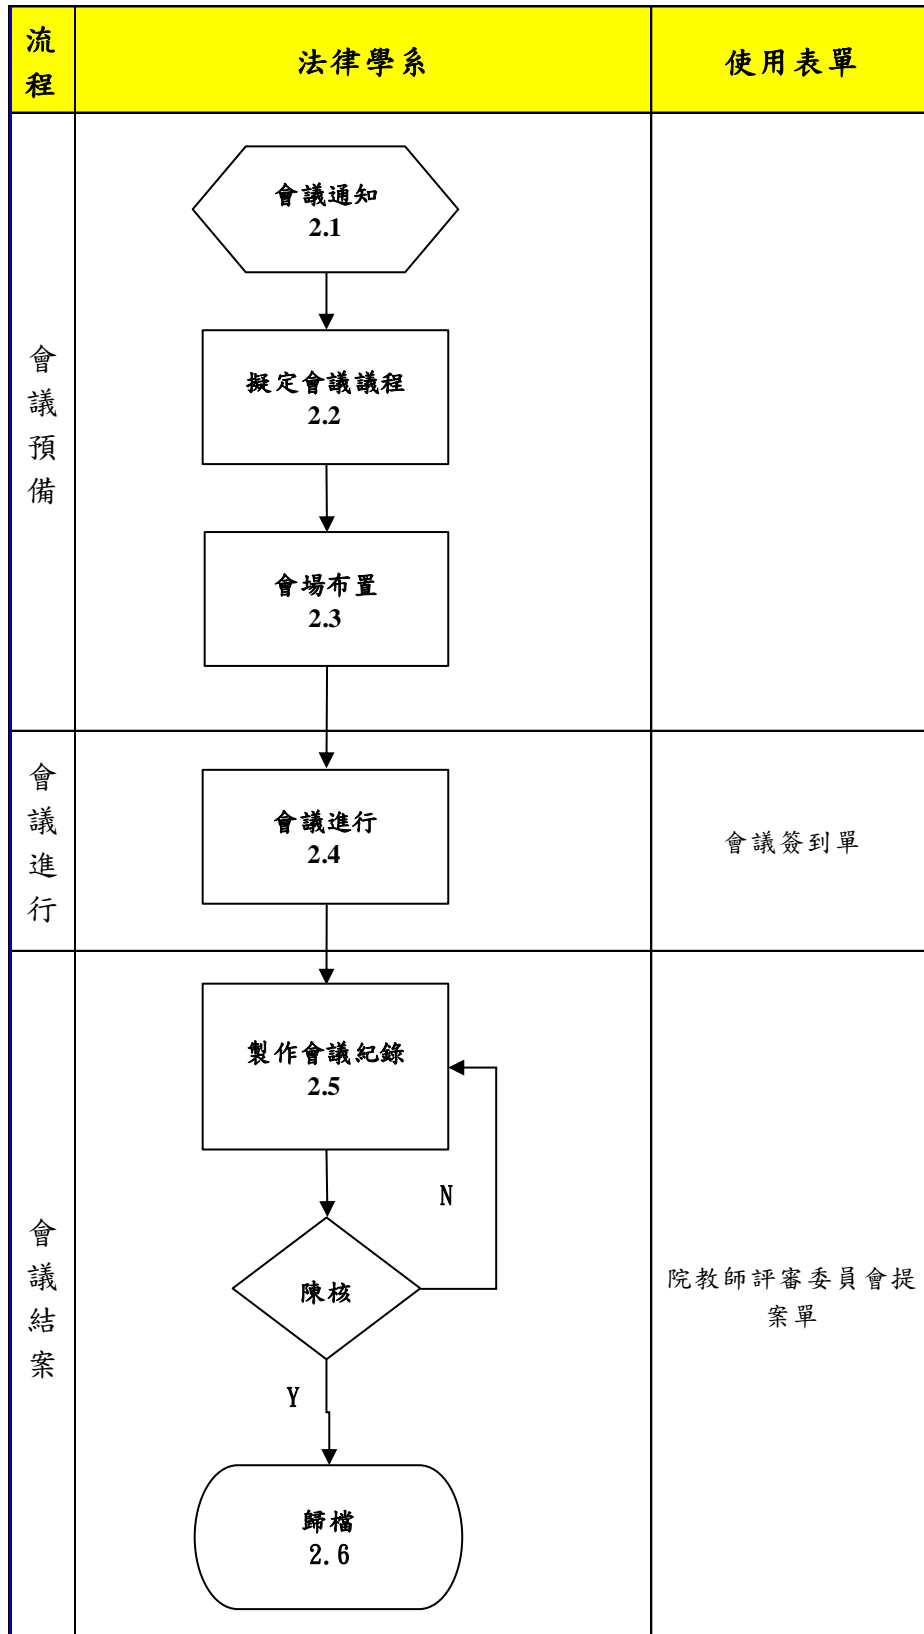 流程
法律學系
使用表單
會議預備
會議通知
2.1
擬定會議議程
2.2
會場布置
2.3
會議進行
會議進行
2.4
會議簽到單
會議結案
製作會議紀錄
2.5
N
陳核
Y
歸檔
2.6
院教師評審委員會提
案單